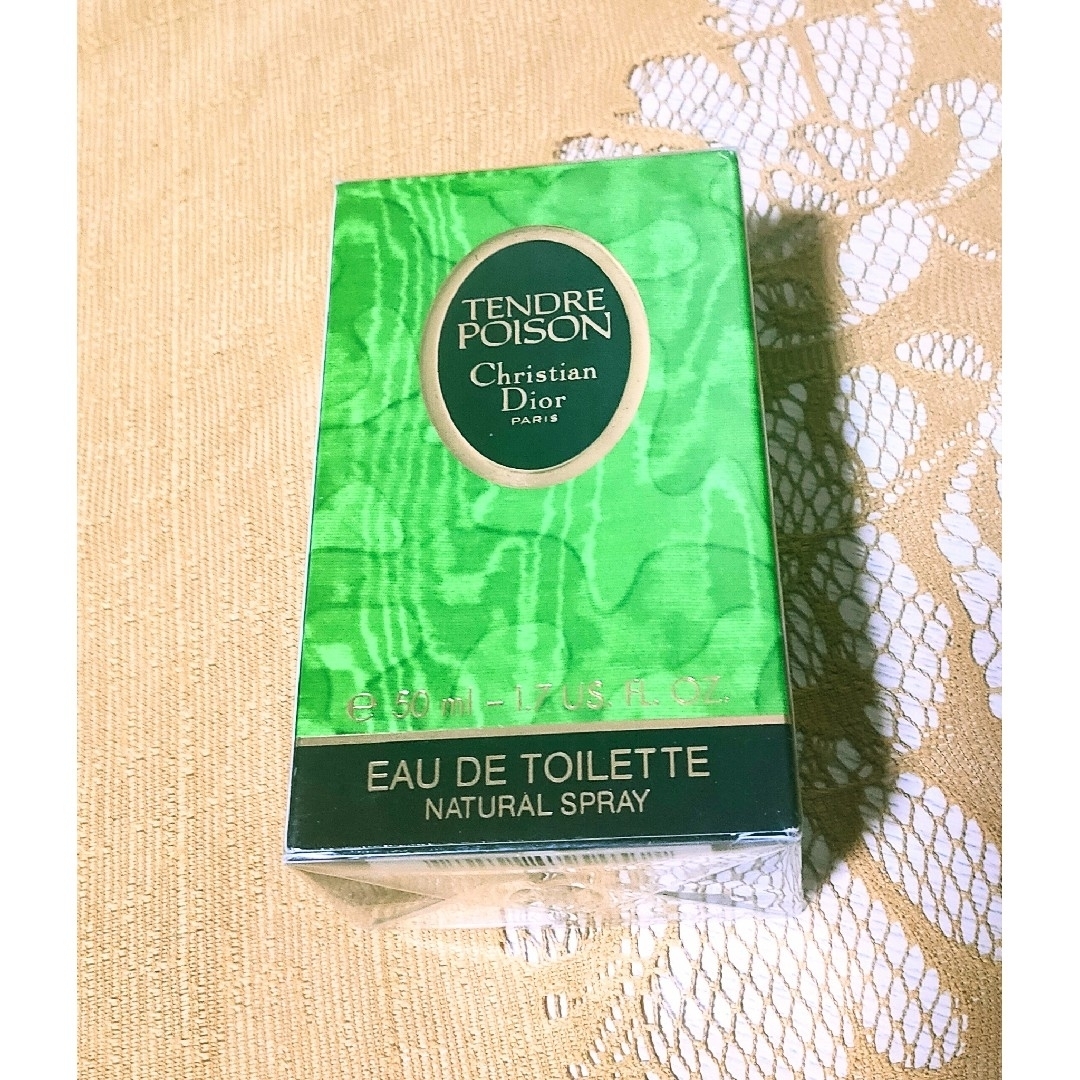 TENDRE
POISON
Christian
Dior
PARIS
℮ 50 ml – 1.7 US. FL. OZ.
EAU DE TOILETTE
NATURAL SPRAY